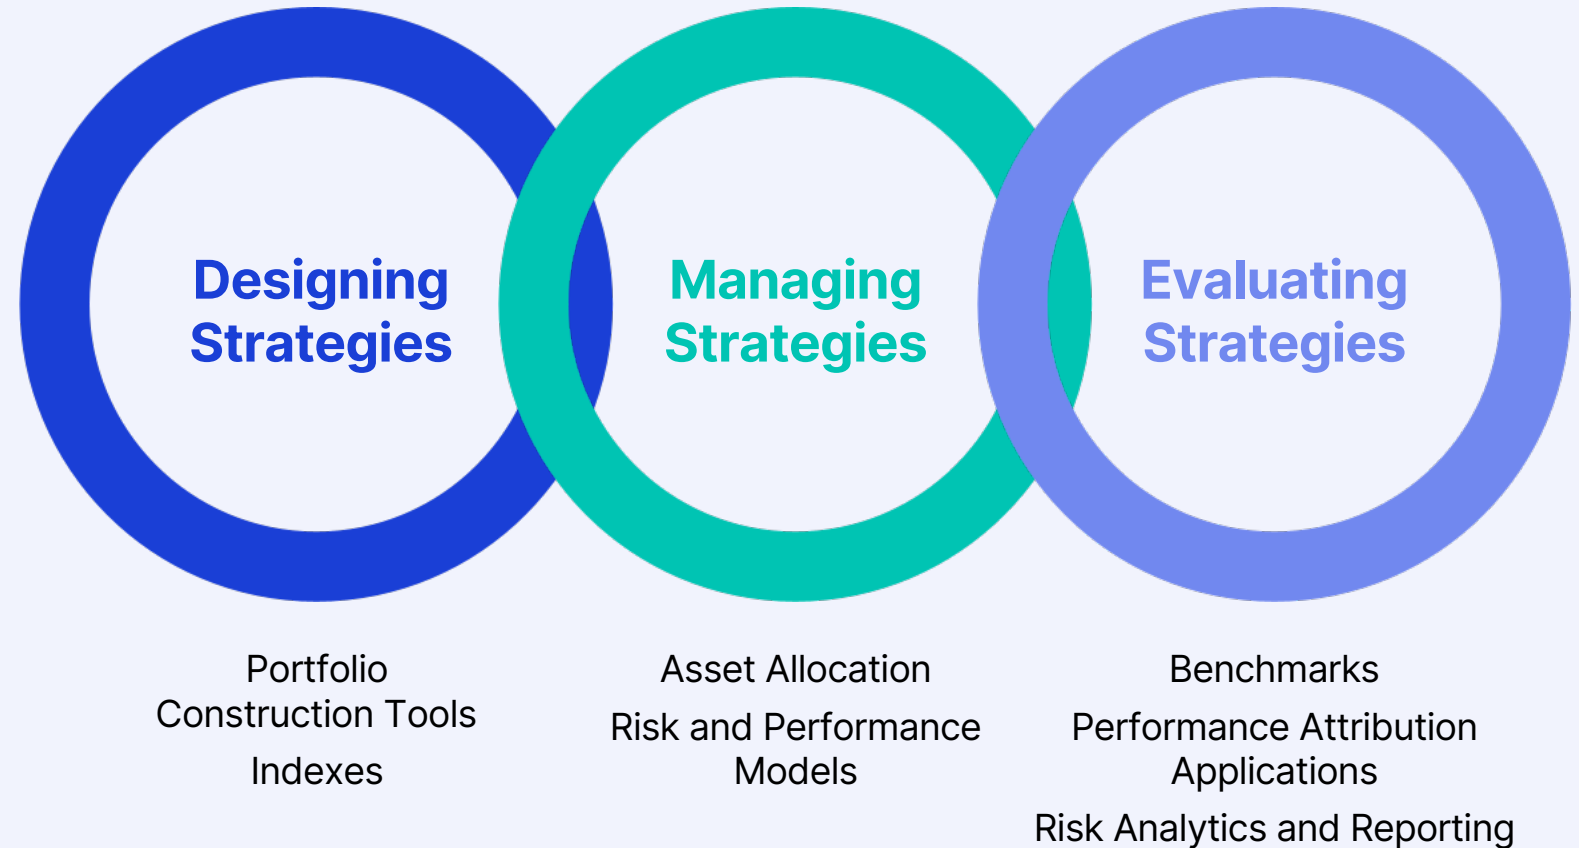 Designing
Strategies
Managing
Strategies
Evaluating
Strategies
Portfolio
Construction Tools
Indexes
Asset Allocation
Risk and Performance
Models
Benchmarks
Performance Attribution
Applications
Risk Analytics and Reporting